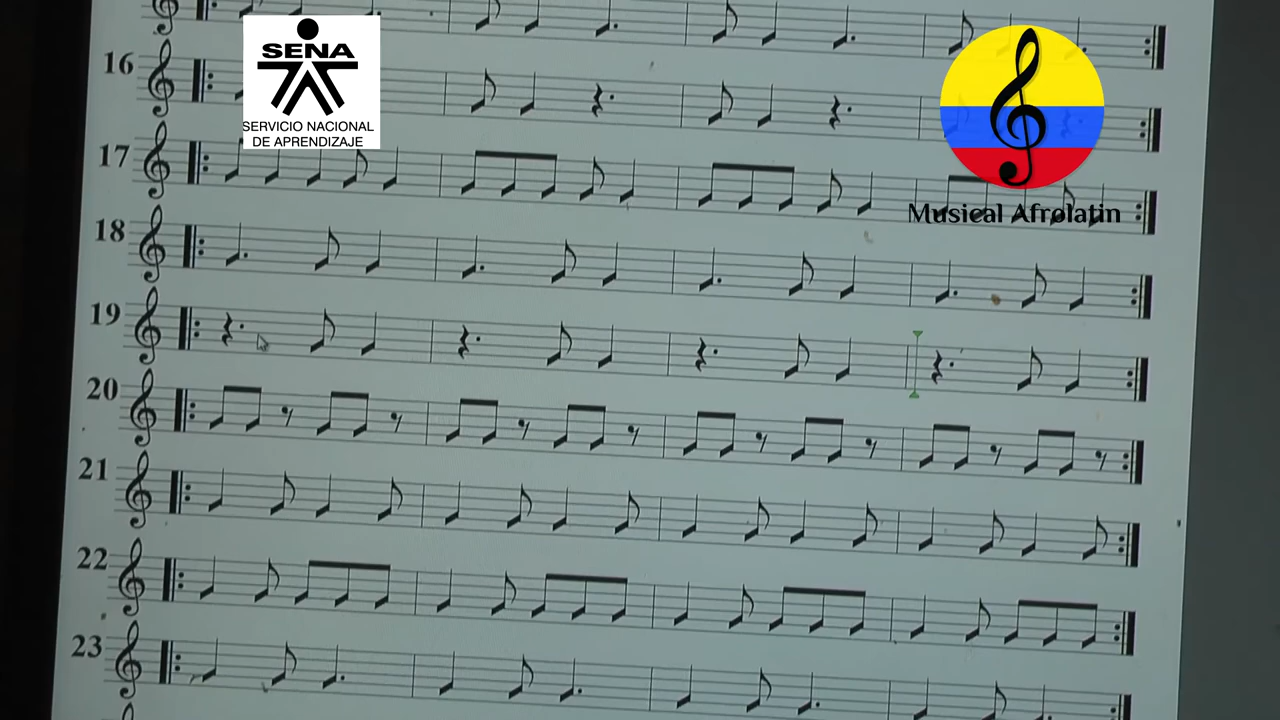 SENA
SERVICIO NACIONAL
DE APRENDIZAJE
Musical Afrolatin
16
17
18
19
20
21
22
23